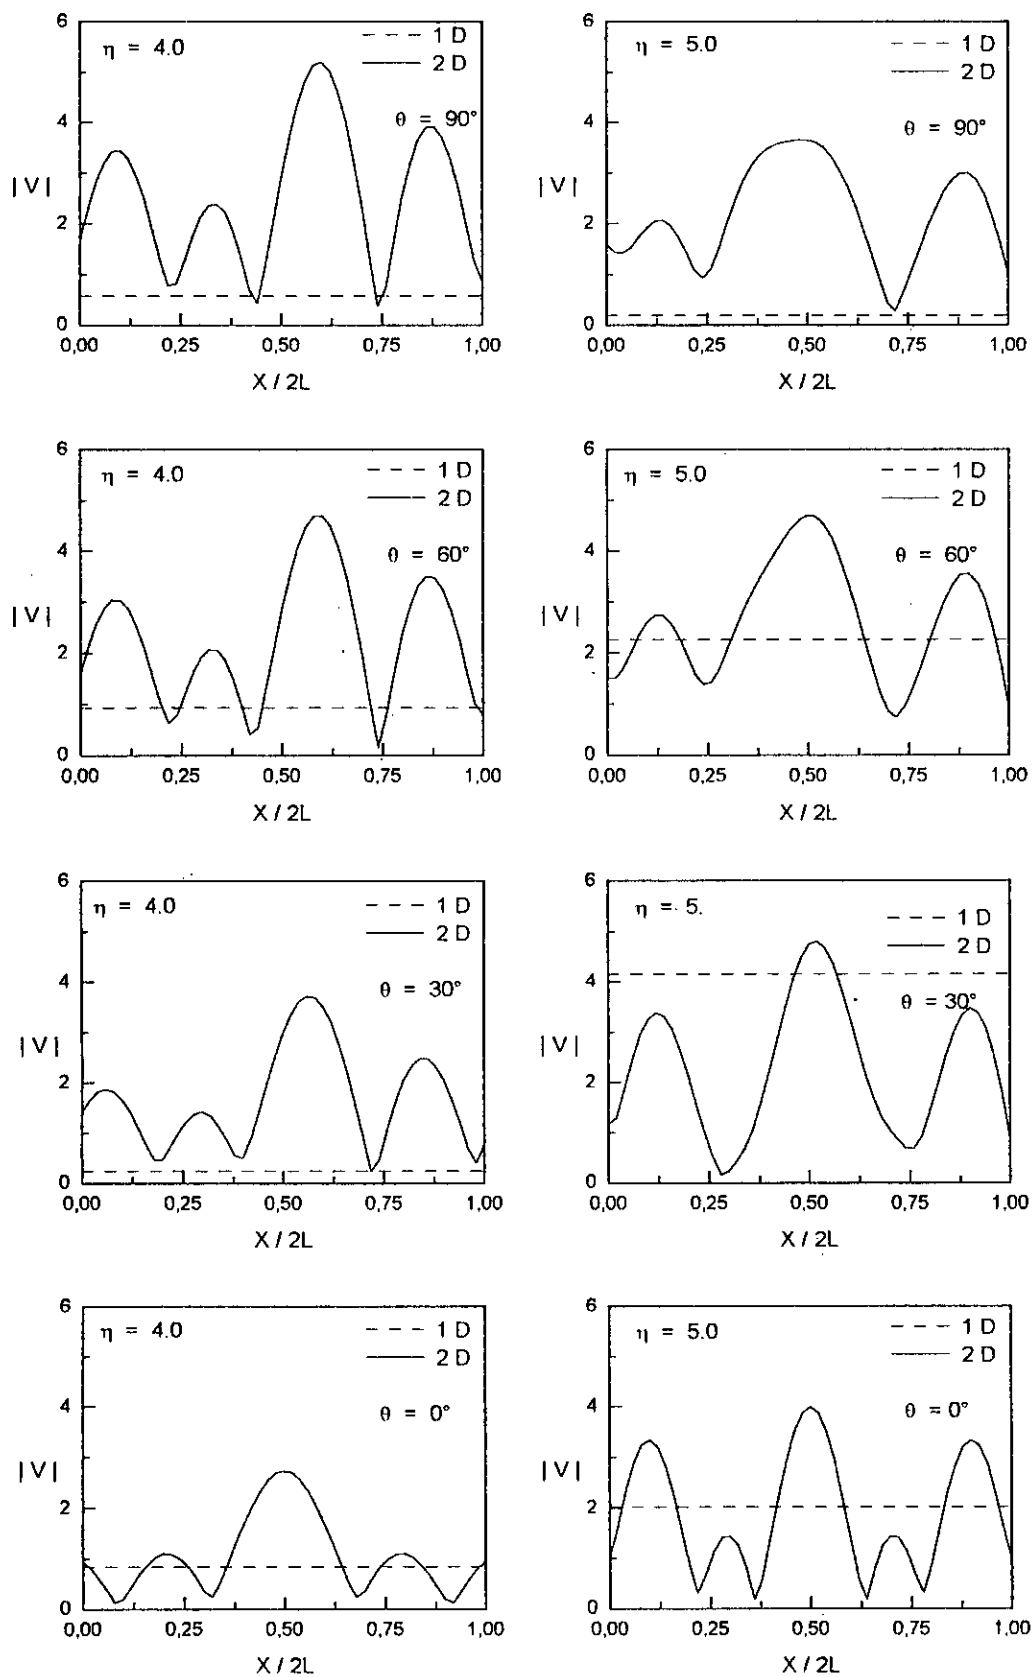 6
η = 4.0
1 D
2 D
4
θ = 90°
|V|
2
0
0,00 0,25 0,50 0,75 1,00
X / 2L
6
η = 5.0
1 D
2 D
4
θ = 90°
|V|
2
0
0,00 0,25 0,50 0,75 1,00
X / 2L
6
η = 4.0
1 D
2 D
4
θ = 60°
|V|
2
0
0,00 0,25 0,50 0,75 1,00
X / 2L
6
η = 5.0
1 D
2 D
4
θ = 60°
|V|
2
0
0,00 0,25 0,50 0,75 1,00
X / 2L
6
η = 4.0
1 D
2 D
4
θ = 30°
|V|
2
0
0,00 0,25 0,50 0,75 1,00
X / 2L
6
η = 5.
1 D
2 D
4
θ = 30°
|V|
2
0
0,00 0,25 0,50 0,75 1,00
X / 2L
6
η = 4.0
1 D
2 D
4
θ = 0°
|V|
2
0
0,00 0,25 0,50 0,75 1,00
X / 2L
6
η = 5.0
1 D
2 D
4
θ = 0°
|V|
2
0
0,00 0,25 0,50 0,75 1,00
X / 2L